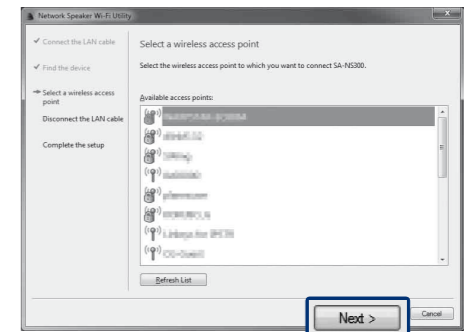 Network Speaker Wi-Fi Utility
✓ Connect the LAN cable
✓ Find the device
Select a wireless access
point
Disconnect the LAN cable
Complete the setup
Select a wireless access point
Select the wireless access point to which you want to connect SA-NS300.
Available access points:
Refresh List
Next >
Cancel